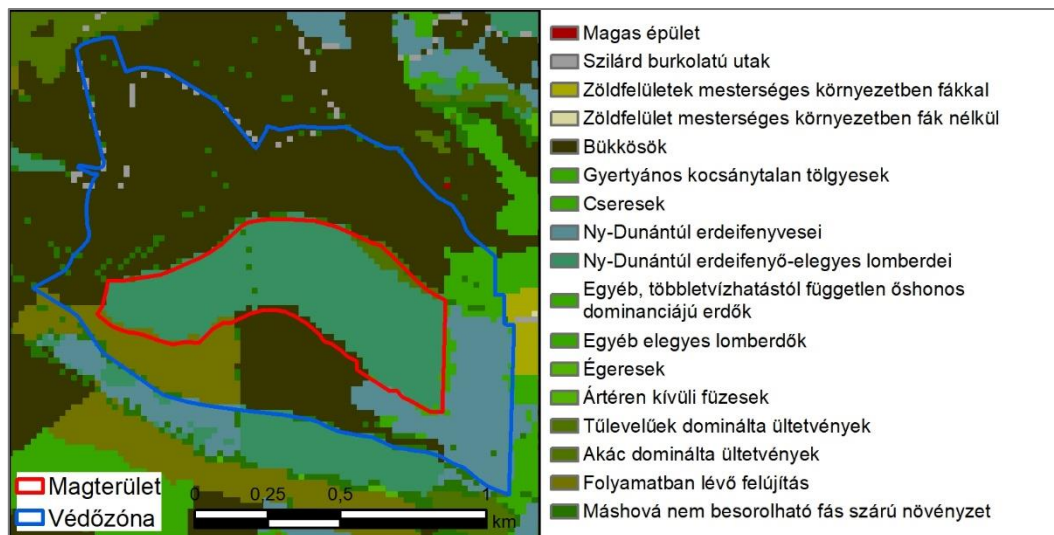 Magas épület
Szilárd burkolatú utak
Zöldfelületek mesterséges környezetben fákkal
Zöldfelület mesterséges környezetben fák nélkül
Bükkösök
Gyertyános kocsánytalan tölgyesek
Cseresek
Ny-Dunántúl erdeifenyvesei
Ny-Dunántúl erdeifenyő-elegyes lomberdei
Egyéb, többletvízhatástól független őshonos
dominanciájú erdők
Egyéb elegyes lomberdők
Égeresek
Ártéren kívüli füzesek
Tűlevelűek dominálta ültetvények
Akác dominálta ültetvények
Folyamatban lévő felújítás
Máshová nem besorolható fás szárú növényzet
Magterület
Védőzóna
0 0,25 0,5 1
km